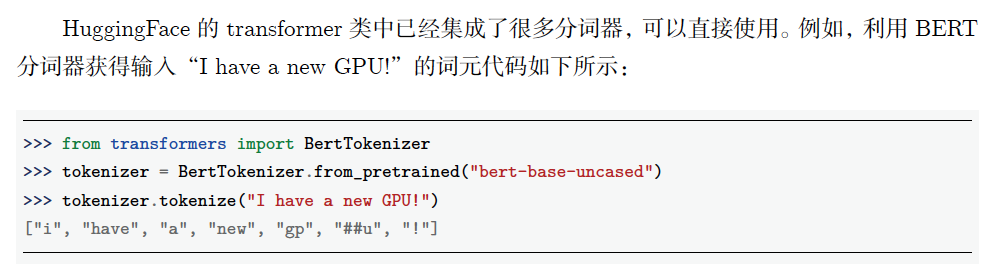 HuggingFace 的 transformer 类中已经集成了很多分词器，可以直接使用。例如，利用 BERT
分词器获得输入“I have a new GPU!”的词元代码如下所示：
>>> from transformers import BertTokenizer
>>> tokenizer = BertTokenizer.from_pretrained("bert-base-uncased")
>>> tokenizer.tokenize("I have a new GPU!")
["i", "have", "a", "new", "gp", "##u", "!"]